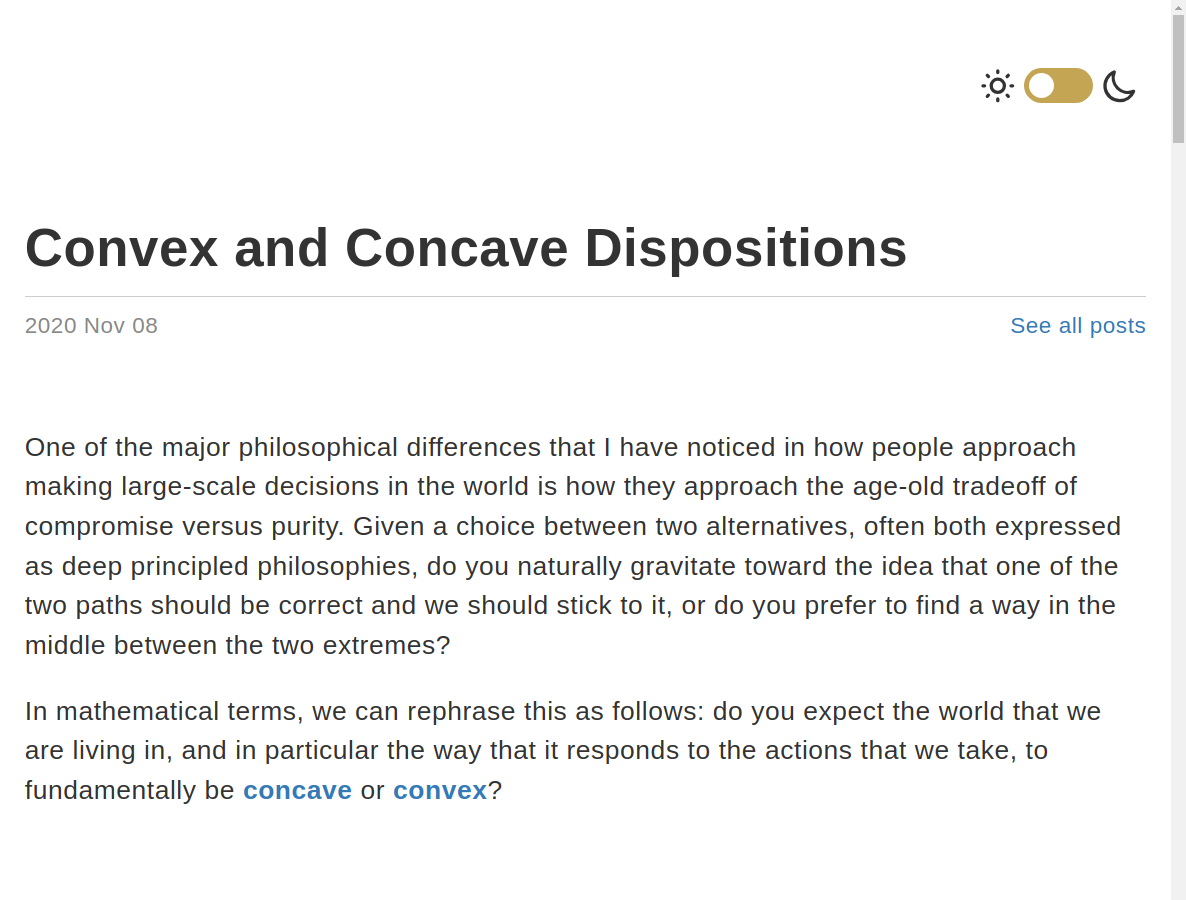 Convex and Concave Dispositions
2020 Nov 08
See all posts
One of the major philosophical differences that I have noticed in how people approach
making large-scale decisions in the world is how they approach the age-old tradeoff of
compromise versus purity. Given a choice between two alternatives, often both expressed
as deep principled philosophies, do you naturally gravitate toward the idea that one of the
two paths should be correct and we should stick to it, or do you prefer to find a way in the
middle between the two extremes?
In mathematical terms, we can rephrase this as follows: do you expect the world that we
are living in, and in particular the way that it responds to the actions that we take, to
fundamentally be concave or convex?